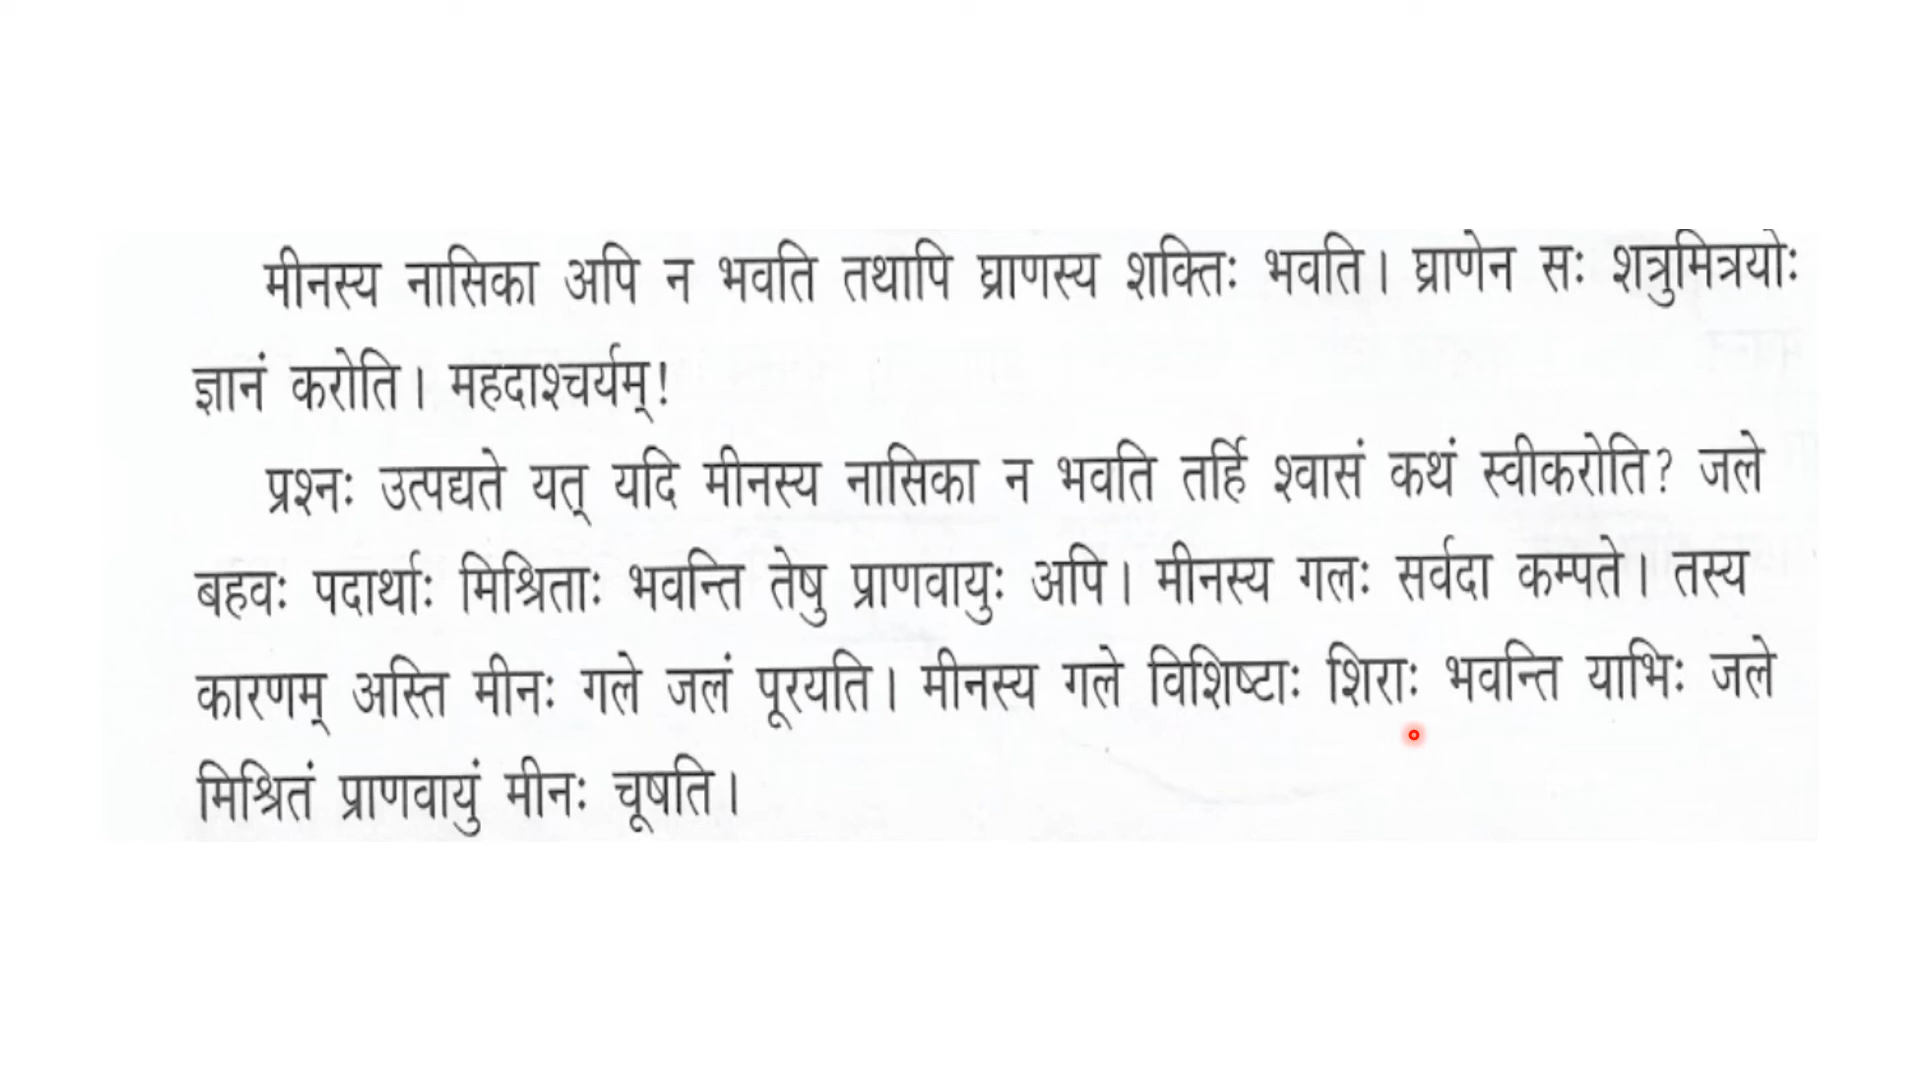 मीनस्य नासिका अपि न भवति तथापि घ्राणस्य शक्तिः भवति। घ्राणेन सः शत्रुमित्रयोः
ज्ञानं करोति। महदाश्चर्यम्!
प्रश्नः उत्पद्यते यत् यदि मीनस्य नासिका न भवति तर्हि श्वासं कथं स्वीकरोति? जले
बहवः पदार्थाः मिश्रिताः भवन्ति तेषु प्राणवायुः अपि। मीनस्य गलः सर्वदा कम्पते। तस्य
कारणम् अस्ति मीनः गले जलं पूरयति। मीनस्य गले विशिष्टाः शिराः भवन्ति याभिः जले
मिश्रितं प्राणवायुं मीनः चूषति।